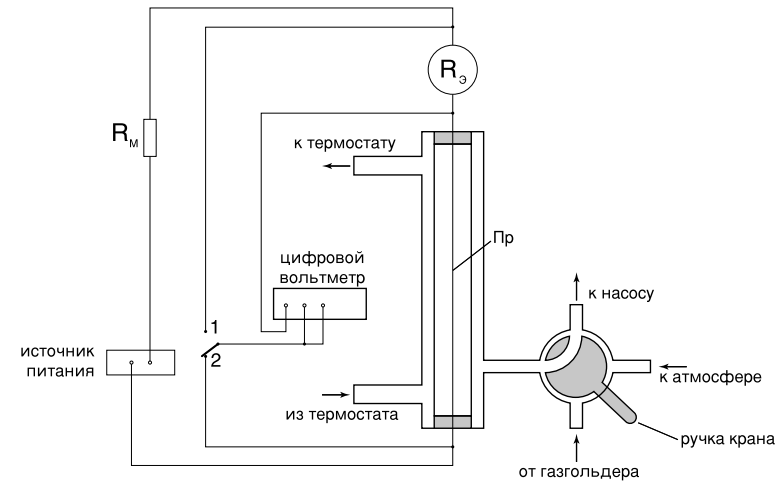 Rэ
Rм
к термостату
Пр
цифровой
вольтметр
к насосу
1
2
источник
питания
к атмосфере
из термостата
ручка крана
от газгольдера